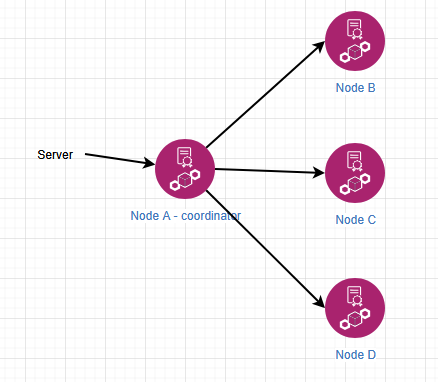 Node B
Server
Node A - coordinator
Node C
Node D